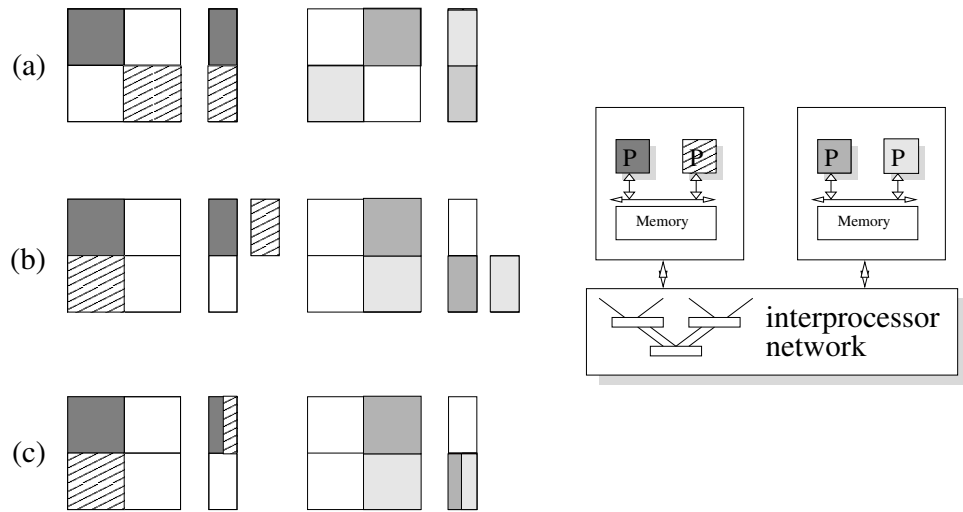 (a)
(b)
(c)
P P
Memory
P P
Memory
interprocessor
network